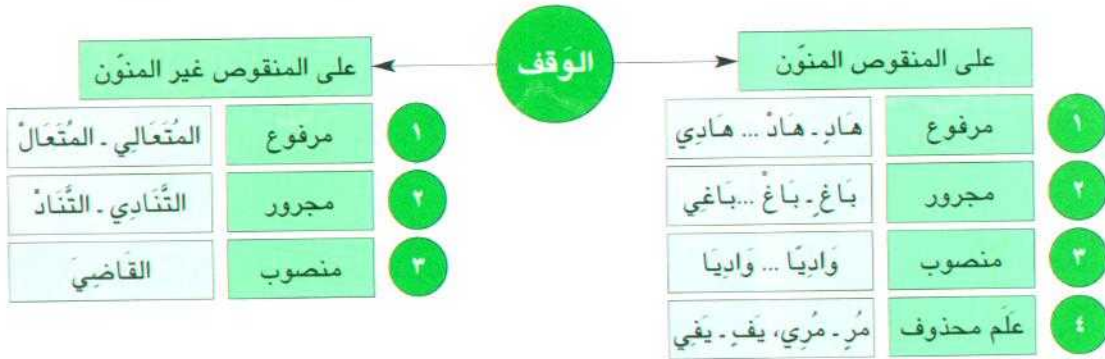 الوَقف
على المنقوص المنوّن
١ مرفوع هَادٍ ـ هَادْ ... هَادِي
٢ مجرور بَاغٍ ـ بَاغْ ...بَاغِي
٣ منصوب وَادِيًا ... وَادِيَا
٤ علَم محذوف مُرٍ ـ مُرِي، يَفٍ ـ يَفِي
على المنقوص غير المنوّن
١ مرفوع المُتَعَالِي ـ المُتَعَالْ
٢ مجرور التَّنَادِي ـ التَّنَادْ
٣ منصوب القَاضِيَ